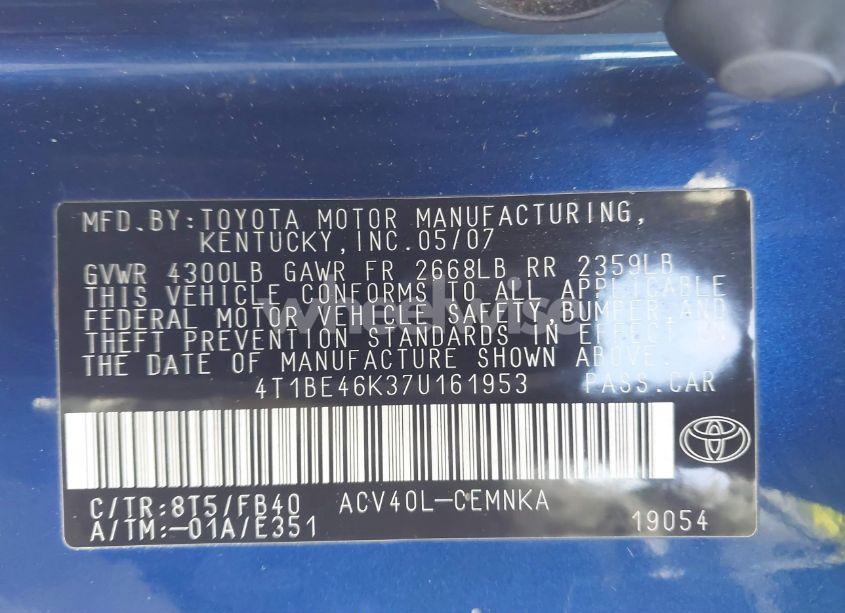 MFD.BY:TOYOTA MOTOR MANUFACTURING,
KENTUCKY,INC.05/07
GVWR 4300LB GAWR FR 2668LB RR 2359LB
THIS VEHICLE CONFORMS TO ALL APPLICABLE
FEDERAL MOTOR VEHICLE SAFETY,BUMPER,AND
THEFT PREVENTION STANDARDS IN EFFECT ON
THE DATE OF MANUFACTURE SHOWN ABOVE.
4T1BE46K37U161953 PASS.CAR
C/TR:8T5/FB40 ACV40L-CEMNKA
A/TM:-01A/E351 19054